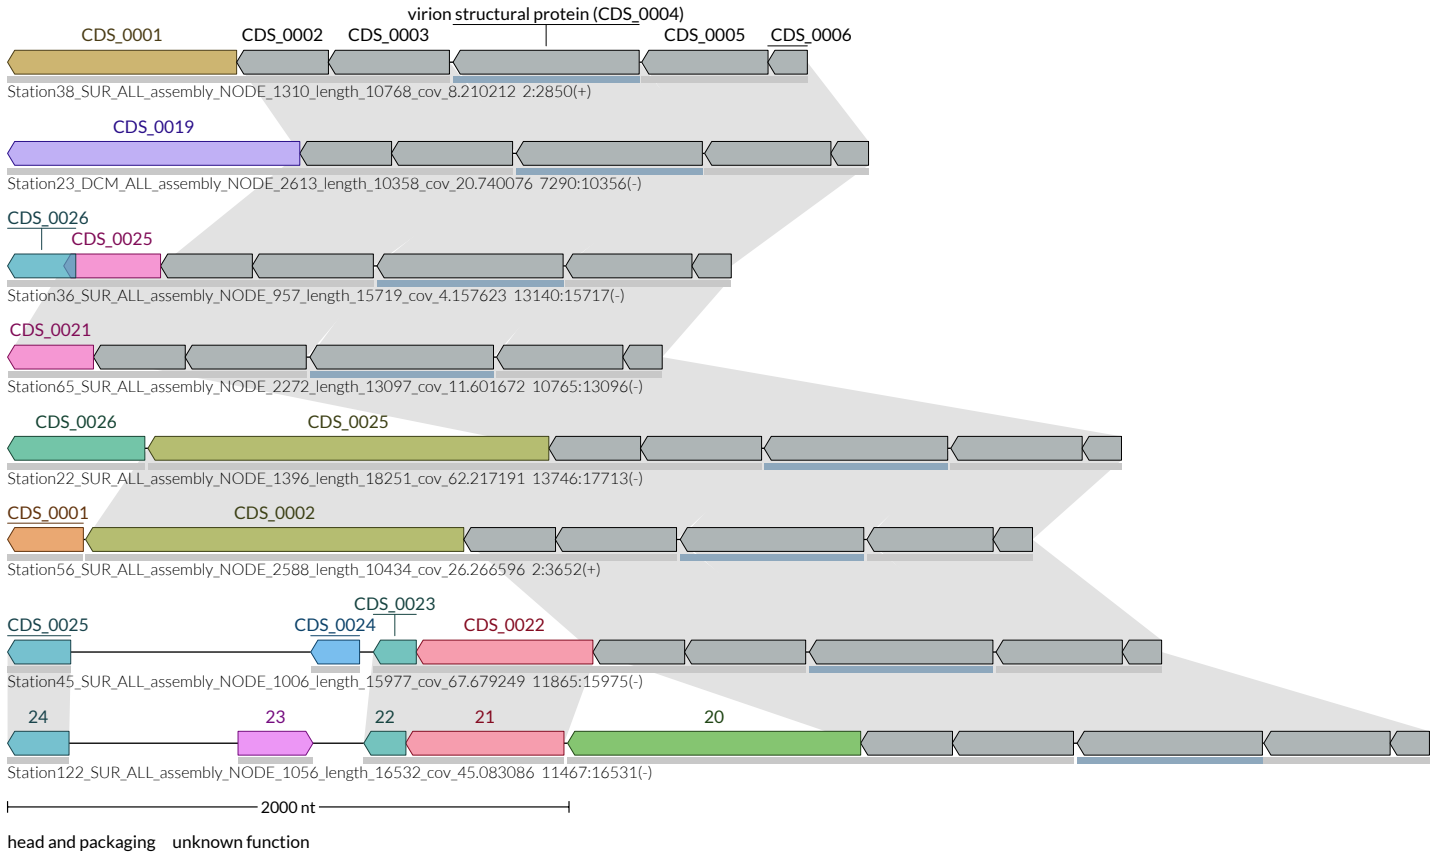 virion structural protein (CDS_0004)
CDS_0001 CDS_0002 CDS_0003 CDS_0005 CDS_0006
Station38_SUR_ALL_assembly_NODE_1310_length_10768_cov_8.210212 2:2850(+)
CDS_0019
Station23_DCM_ALL_assembly_NODE_2613_length_10358_cov_20.740076 7290:10356(-)
CDS_0026
CDS_0025
Station36_SUR_ALL_assembly_NODE_957_length_15719_cov_4.157623 13140:15717(-)
CDS_0021
Station65_SUR_ALL_assembly_NODE_2272_length_13097_cov_11.601672 10765:13096(-)
CDS_0026 CDS_0025
Station22_SUR_ALL_assembly_NODE_1396_length_18251_cov_62.217191 13746:17713(-)
CDS_0001 CDS_0002
Station56_SUR_ALL_assembly_NODE_2588_length_10434_cov_26.266596 2:3652(+)
CDS_0023
CDS_0025 CDS_0024 CDS_0022
Station45_SUR_ALL_assembly_NODE_1006_length_15977_cov_67.679249 11865:15975(-)
24 23 22 21 20
Station122_SUR_ALL_assembly_NODE_1056_length_16532_cov_45.083086 11467:16531(-)
2000 nt
head and packaging unknown function